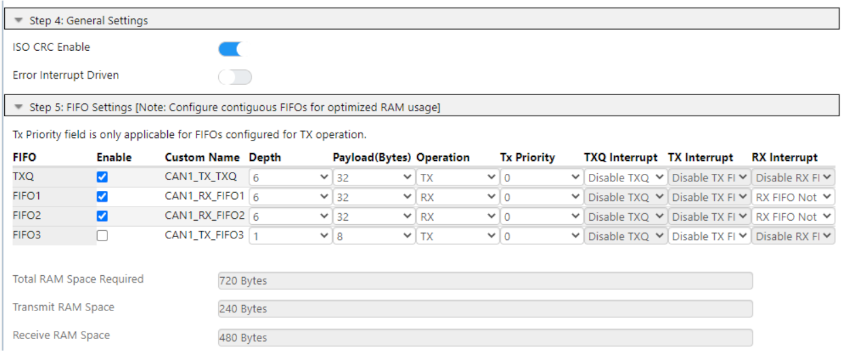 Step 4: General Settings
ISO CRC Enable
Error Interrupt Driven
Step 5: FIFO Settings [Note: Configure contiguous FIFOs for optimized RAM usage]
Tx Priority field is only applicable for FIFOs configured for TX operation.
FIFO Enable Custom Name Depth Payload(Bytes) Operation Tx Priority TXQ Interrupt TX Interrupt RX Interrupt
TXQ CAN1_TX_TXQ 6 32 TX 0 Disable TXQ Disable TX FI Disable RX FI
FIFO1 CAN1_RX_FIFO1 6 32 RX 0 Disable TXQ Disable TX FI RX FIFO Not
FIFO2 CAN1_RX_FIFO2 6 32 RX 0 Disable TXQ Disable TX FI RX FIFO Not
FIFO3 CAN1_TX_FIFO3 1 8 TX 0 Disable TXQ Disable TX FI Disable RX FI
Total RAM Space Required 720 Bytes
Transmit RAM Space 240 Bytes
Receive RAM Space 480 Bytes